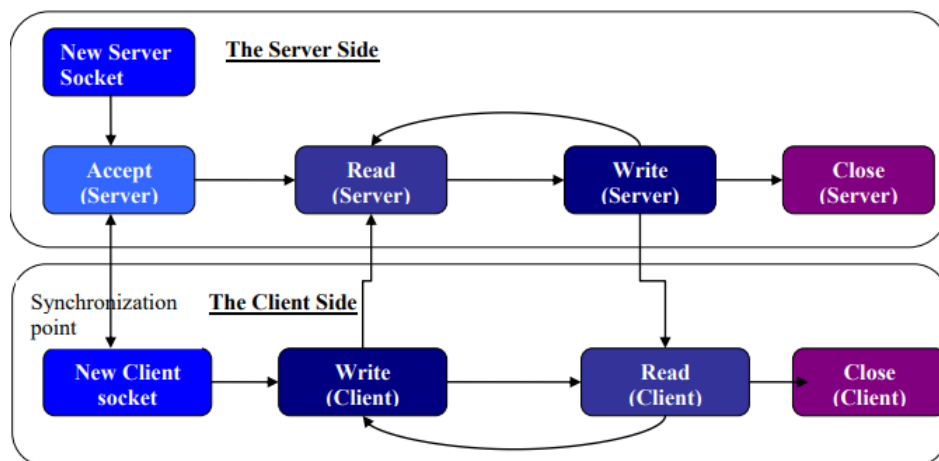 New Server
Socket
The Server Side
Accept
(Server)
Read
(Server)
Write
(Server)
Close
(Server)
Synchronization
point
The Client Side
New Client
socket
Write
(Client)
Read
(Client)
Close
(Client)